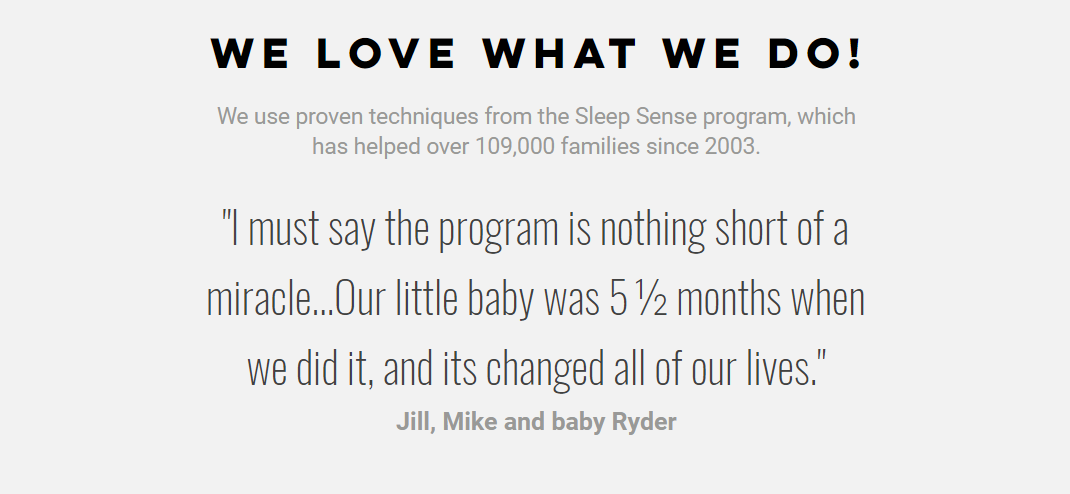 WE LOVE WHAT WE DO!
We use proven techniques from the Sleep Sense program, which
has helped over 109,000 families since 2003.
"I must say the program is nothing short of a
miracle...Our little baby was 5 ½ months when
we did it, and its changed all of our lives."
Jill, Mike and baby Ryder